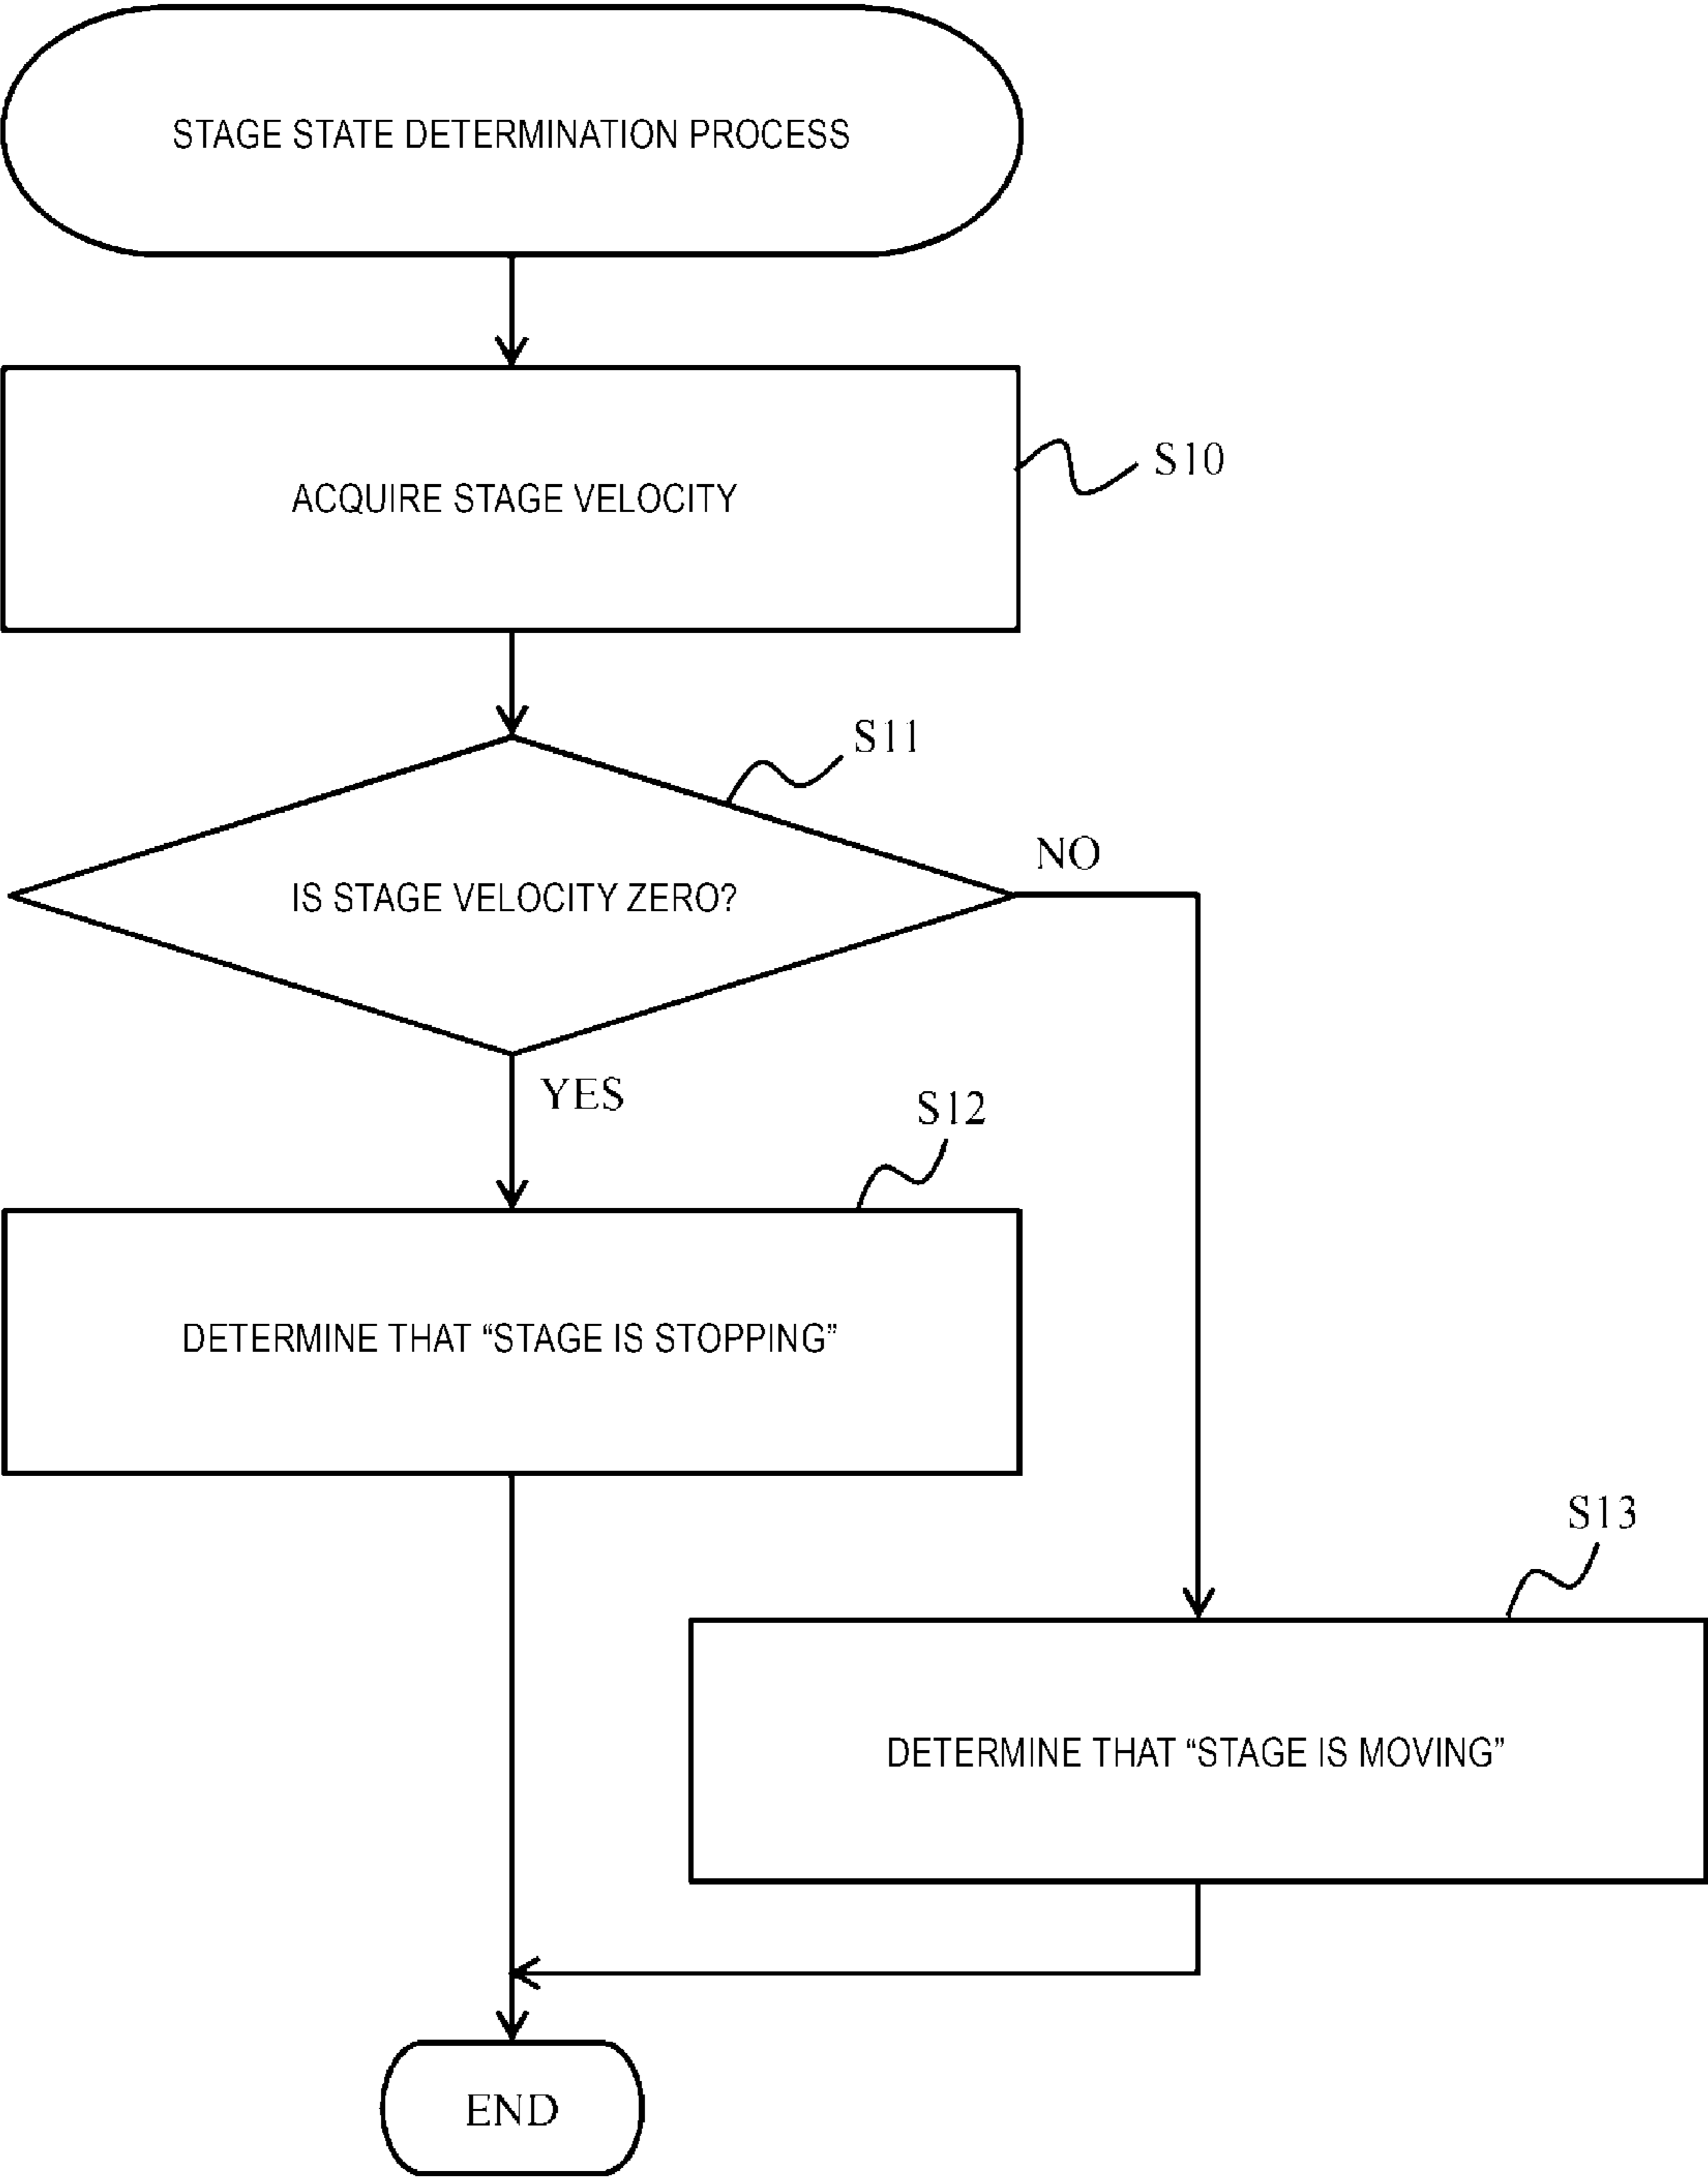 STAGE STATE DETERMINATION PROCESS
ACQUIRE STAGE VELOCITY
S10
S11
IS STAGE VELOCITY ZERO?
NO
YES
S12
DETERMINE THAT “STAGE IS STOPPING”
S13
DETERMINE THAT “STAGE IS MOVING”
END